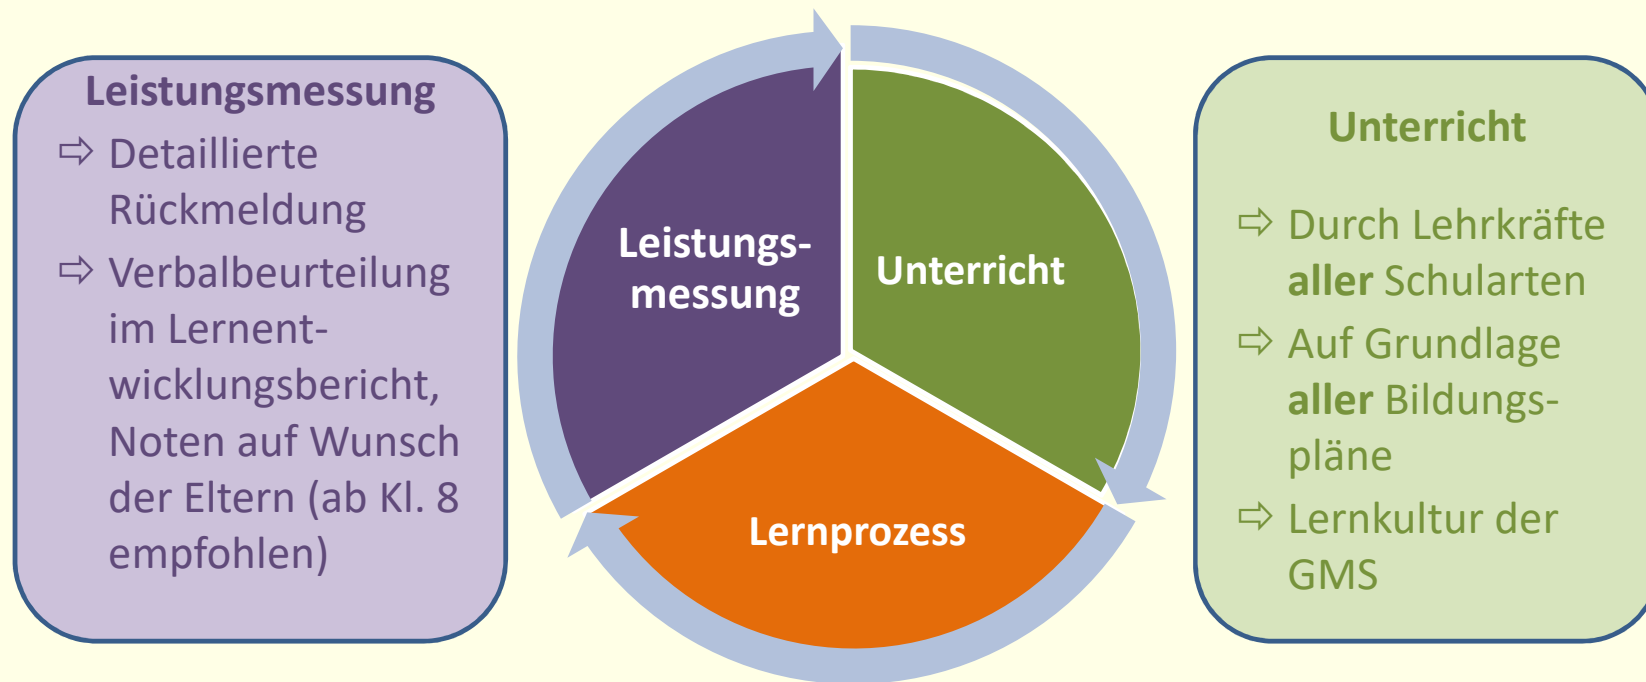 Leistungsmessung
⇨ Detaillierte
Rückmeldung
⇨ Verbalbeurteilung
im Lernent-
wicklungsbericht,
Noten auf Wunsch
der Eltern (ab Kl. 8
empfohlen)
Leistungs-
messung
Unterricht
Lernprozess
Unterricht
⇨ Durch Lehrkräfte
aller Schularten
⇨ Auf Grundlage
aller Bildungs-
pläne
⇨ Lernkultur der
GMS